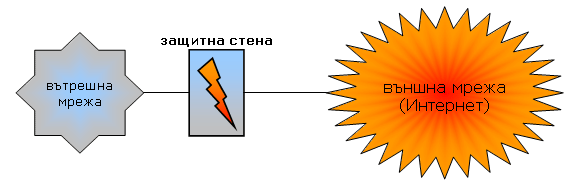 защитна стена
вътрешна
мрежа
външна мрежа
(Интернет)